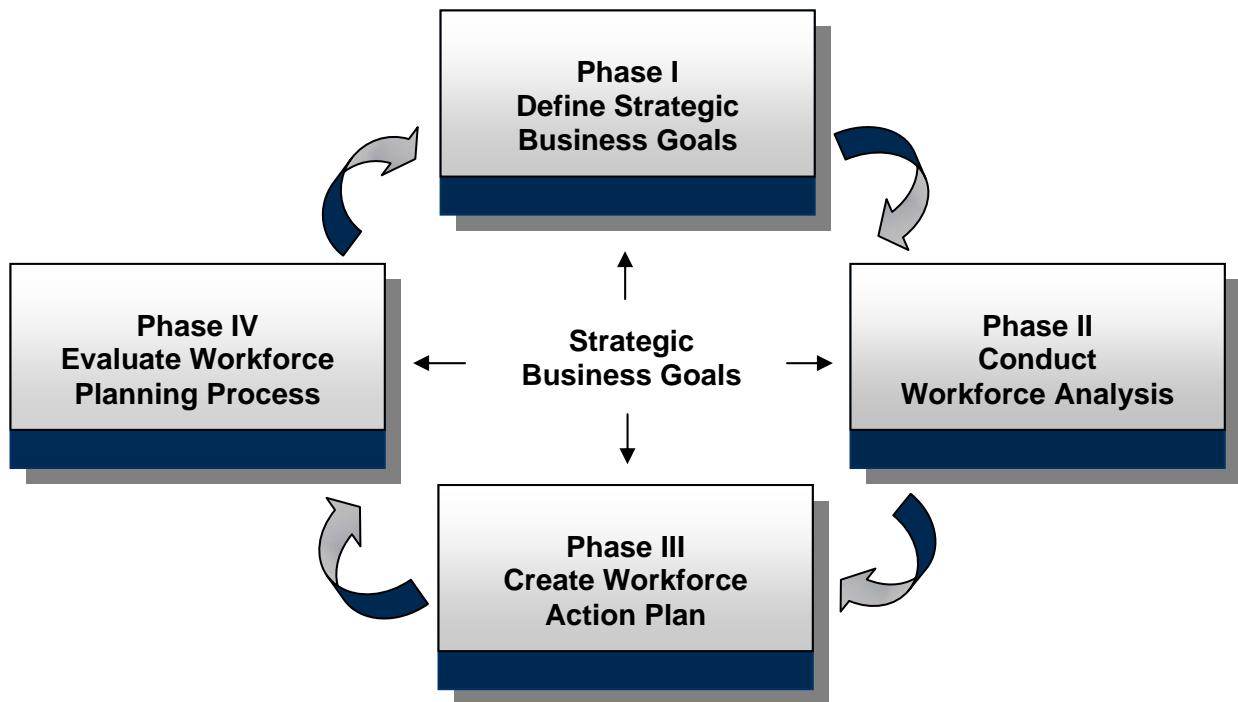 Phase I
Define Strategic
Business Goals
Phase IV
Evaluate Workforce
Planning Process
Strategic
Business Goals
Phase II
Conduct
Workforce Analysis
Phase III
Create Workforce
Action Plan